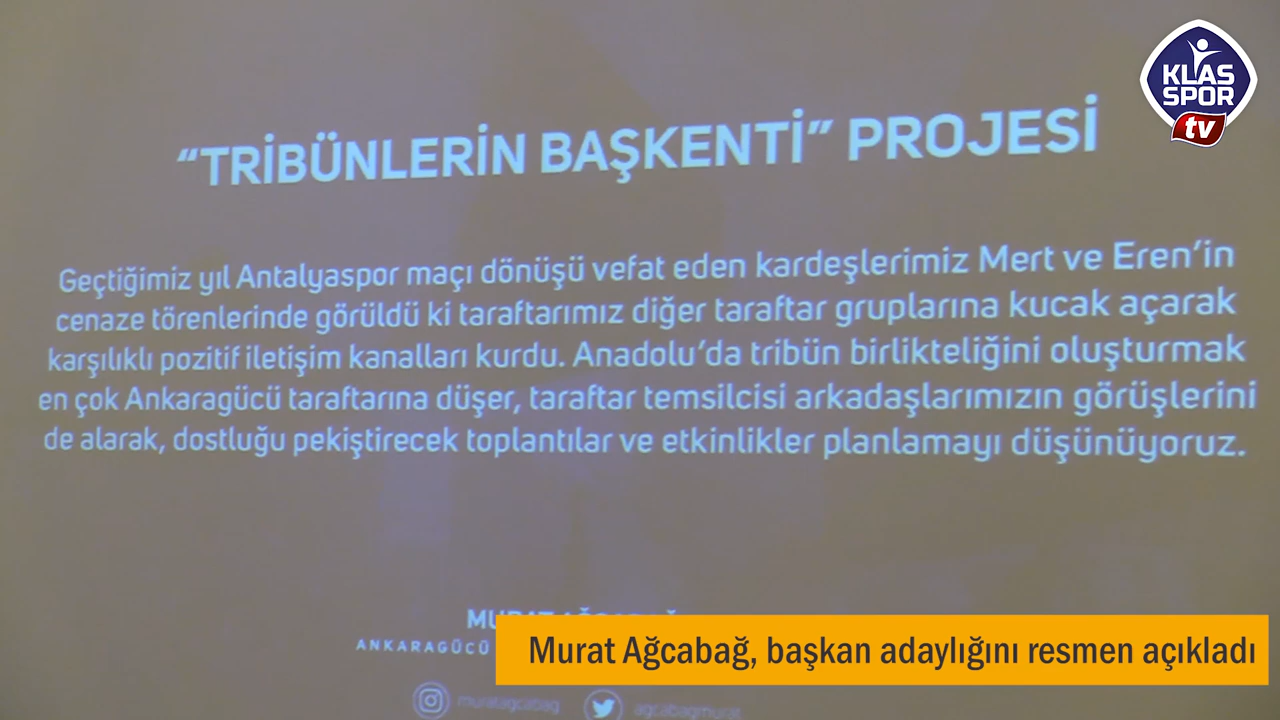 KLAS
SPOR
tv
“TRİBÜNLERİN BAŞKENTİ” PROJESİ
Geçtiğimiz yıl Antalyaspor maçı dönüşü vefat eden kardeşlerimiz Mert ve Eren’in
cenaze törenlerinde görüldü ki taraftarımız diğer taraftar gruplarına kucak açarak
karşılıklı pozitif iletişim kanalları kurdu. Anadolu’da tribün birlikteliğini oluşturmak
en çok Ankaragücü taraftarına düşer, taraftar temsilcisi arkadaşlarımızın görüşlerini
de alarak, dostluğu pekiştirecek toplantılar ve etkinlikler planlamayı düşünüyoruz.
ANKARAGÜCÜ
Murat Ağcabağ, başkan adaylığını resmen açıkladı
muratagcabag agcabagmurat